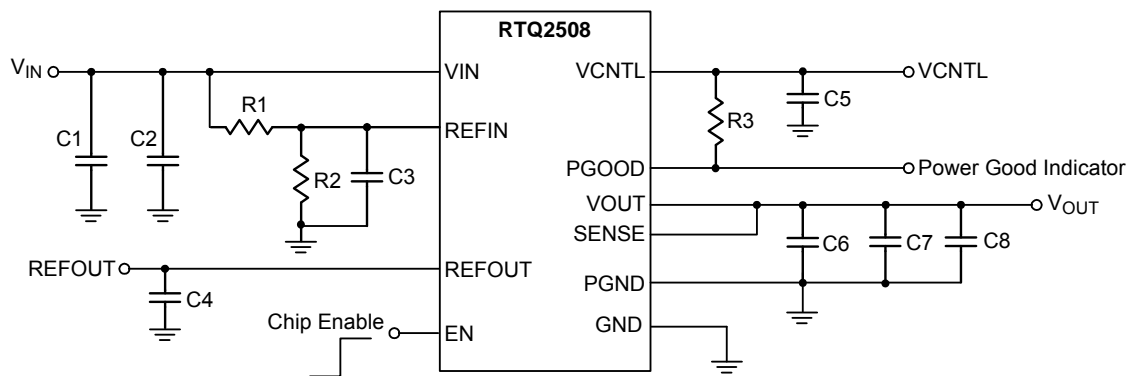 RTQ2508
VIN
VIN
VCNTL
VCNTL
C1
C2
R1
REFIN
R3
C5
R2
C3
PGOOD
Power Good Indicator
VOUT
VOUT
SENSE
C6
C7
C8
REFOUT
REFOUT
PGND
C4
Chip Enable
EN
GND